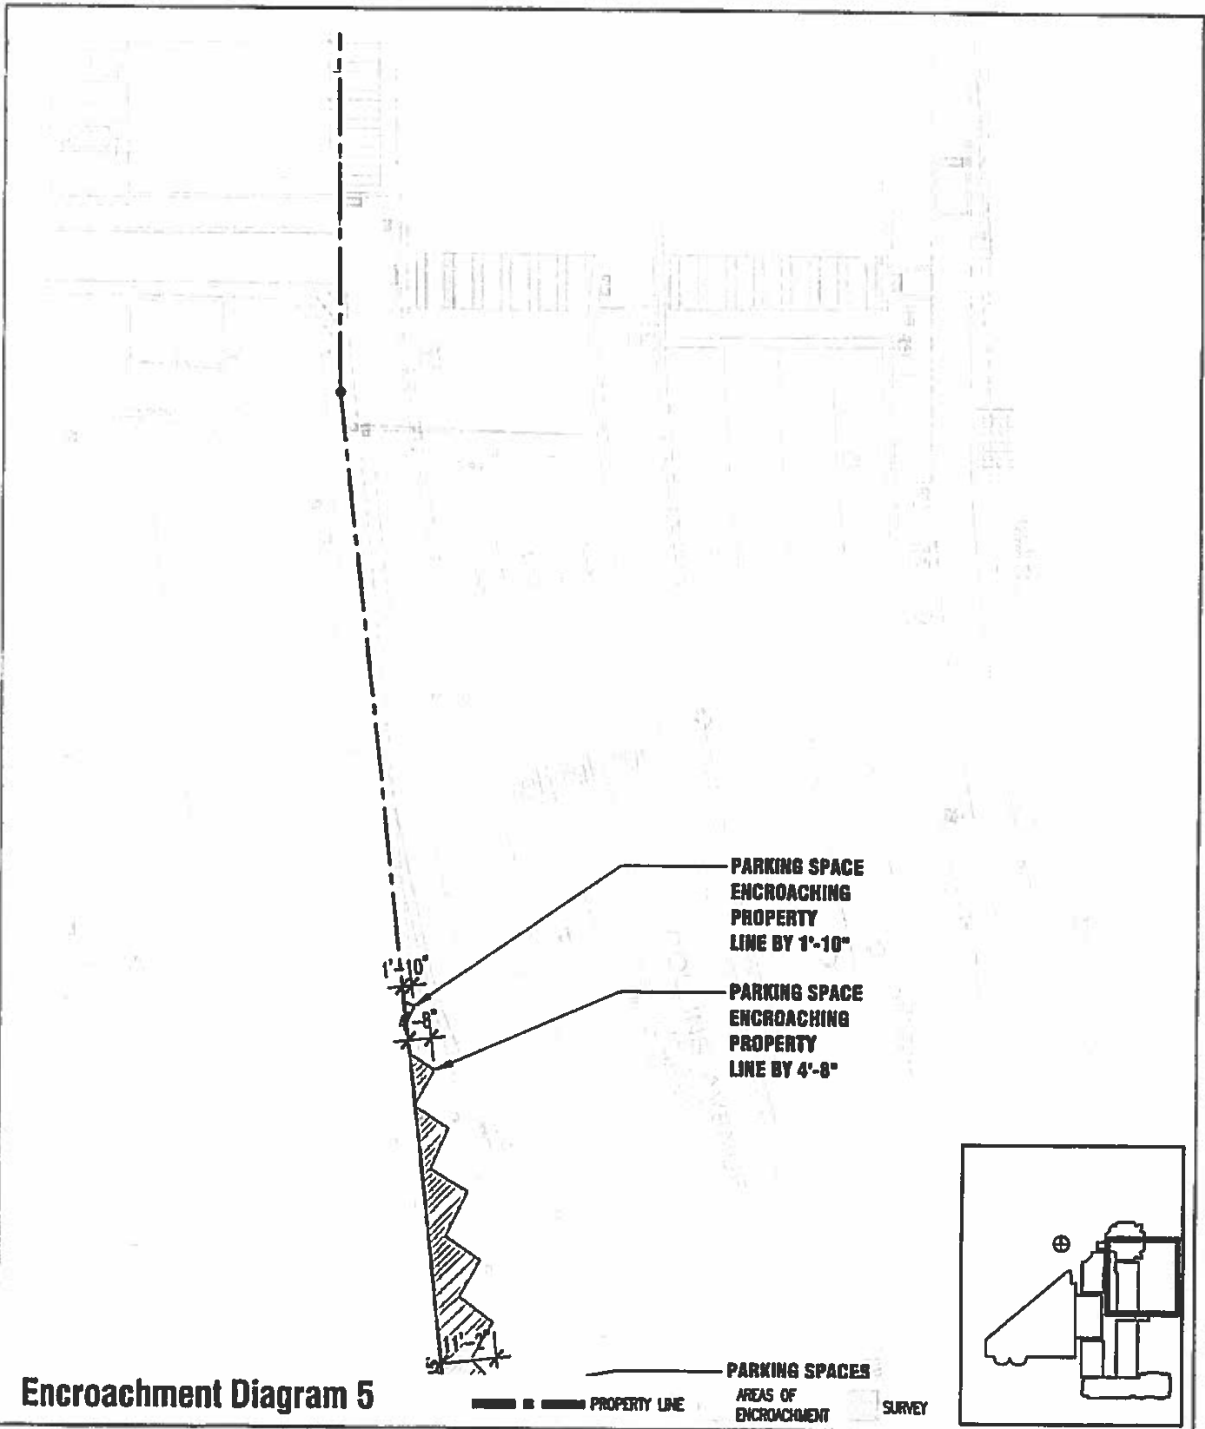 PARKING SPACE
ENCROACHING
PROPERTY
LINE BY 1'-10"
1'-10"
PARKING SPACE
ENCROACHING
PROPERTY
LINE BY 4'-8"
-8"
11'-2"
PARKING SPACES
Encroachment Diagram 5
PROPERTY LINE
AREAS OF
ENCROACHMENT
SURVEY